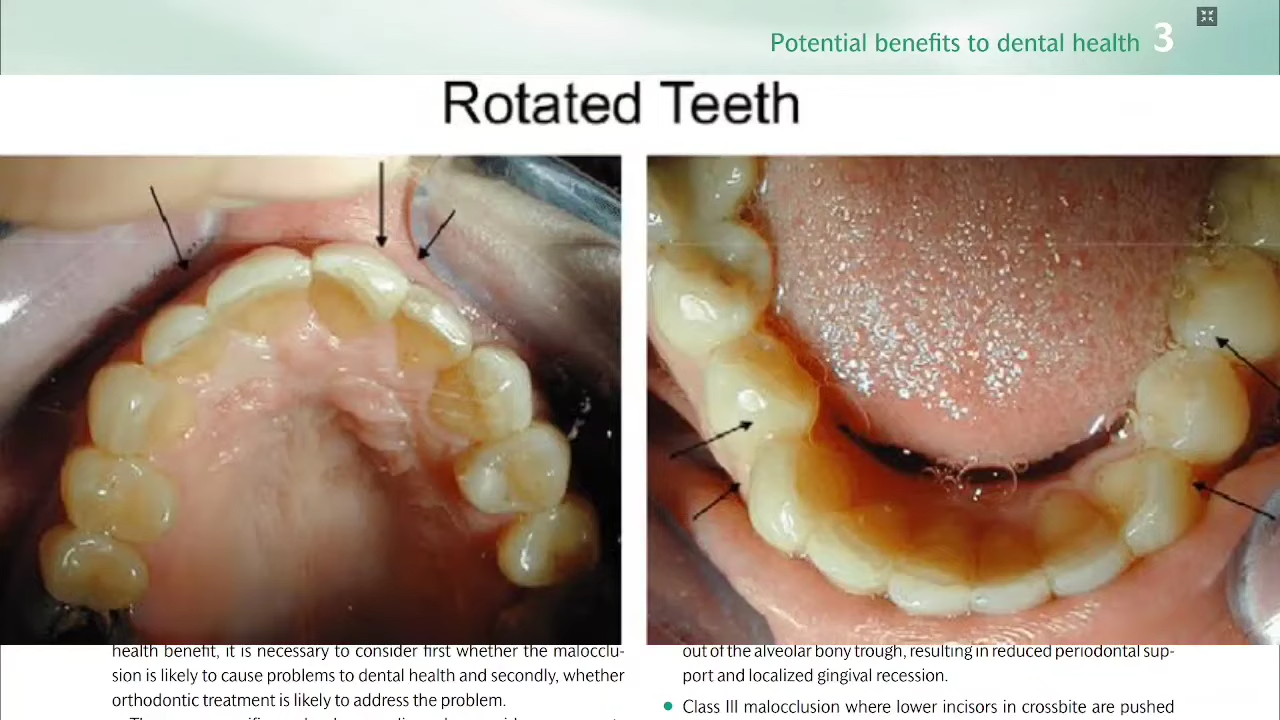 Potential benefits to dental health 3
Rotated Teeth
health benefit, it is necessary to consider first whether the malocclu-
sion is likely to cause problems to dental health and secondly, whether
orthodontic treatment is likely to address the problem.
out of the alveolar bony trough, resulting in reduced periodontal sup-
port and localized gingival recession.
Class III malocclusion where lower incisors in crossbite are pushed